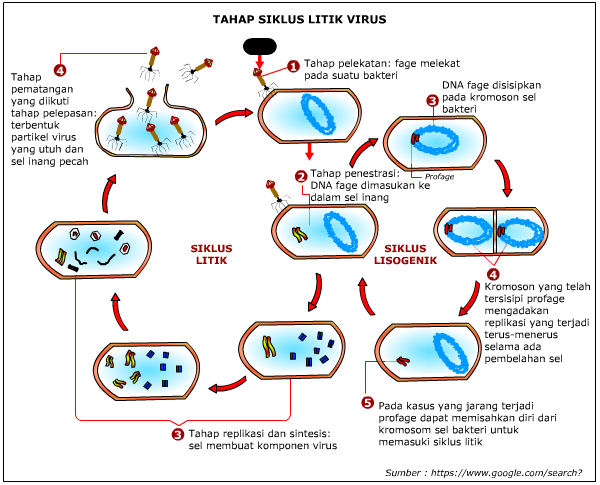 TAHAP SIKLUS LITIK VIRUS
1 Tahap pelekatan: fage melekat
pada suatu bakteri
4 Tahap
pematangan
yang diikuti
tahap pelepasan:
terbentuk
partikel virus
yang utuh dan
sel inang pecah
2 Tahap penestrasi:
DNA fage dimasukan ke
dalam sel inang
3 DNA fage disisipkan
pada kromoson sel
bakteri
Profage
SIKLUS
LITIK
SIKLUS
LISOGENIK
4
Kromoson yang telah
tersisipi profage
mengadakan
replikasi yang terjadi
terus-menerus
selama ada
pembelahan sel
5 Pada kasus yang jarang terjadi
profage dapat memisahkan diri dari
kromosom sel bakteri untuk
memasuki siklus litik
3 Tahap replikasi dan sintesis:
sel membuat komponen virus
Sumber : https://www.google.com/search?